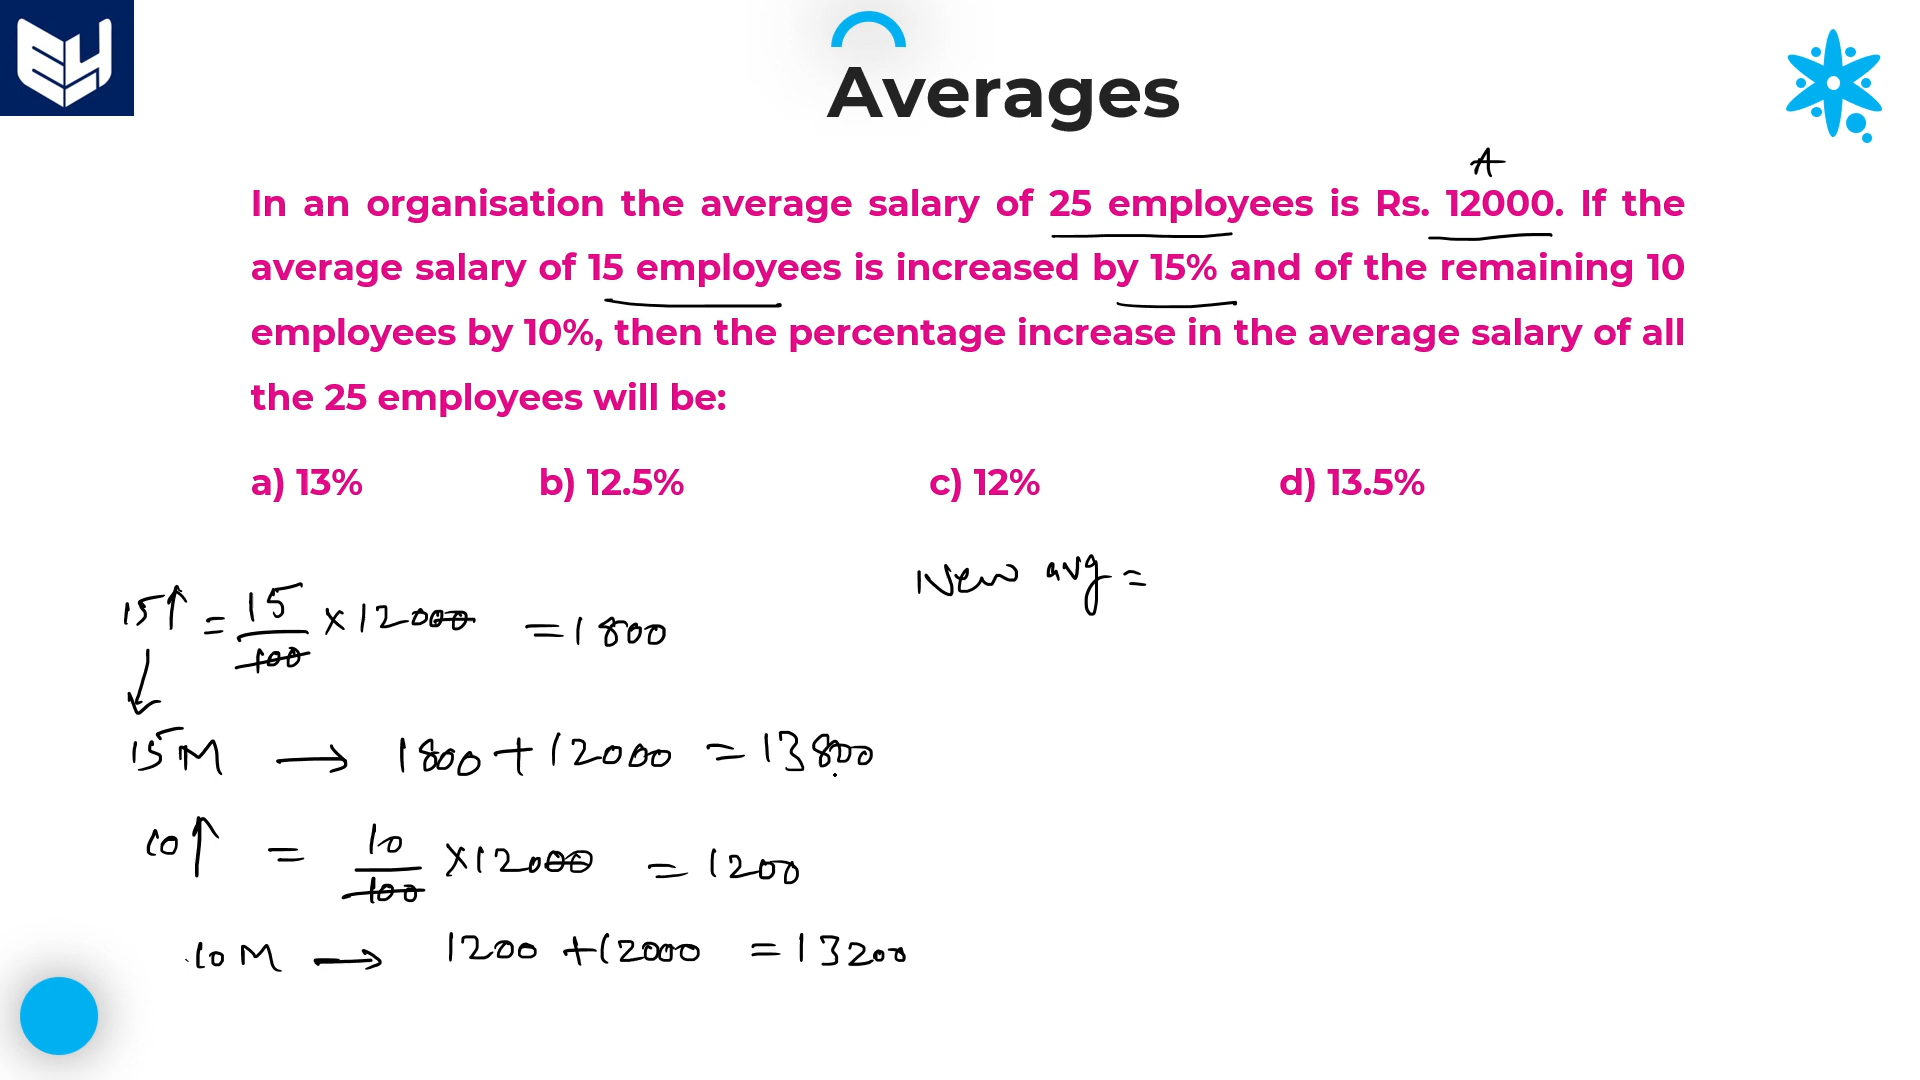 Averages
A
In an organisation the average salary of 25 employees is Rs. 12000. If the
average salary of 15 employees is increased by 15% and of the remaining 10
employees by 10%, then the percentage increase in the average salary of all
the 25 employees will be:
a) 13% b) 12.5% c) 12% d) 13.5%
New avg =
15↑ = 15/100 × 12000 = 1800
15M → 1800 + 12000 = 13800
10↑ = 10/100 × 12000 = 1200
10 M → 1200 + 12000 = 13200